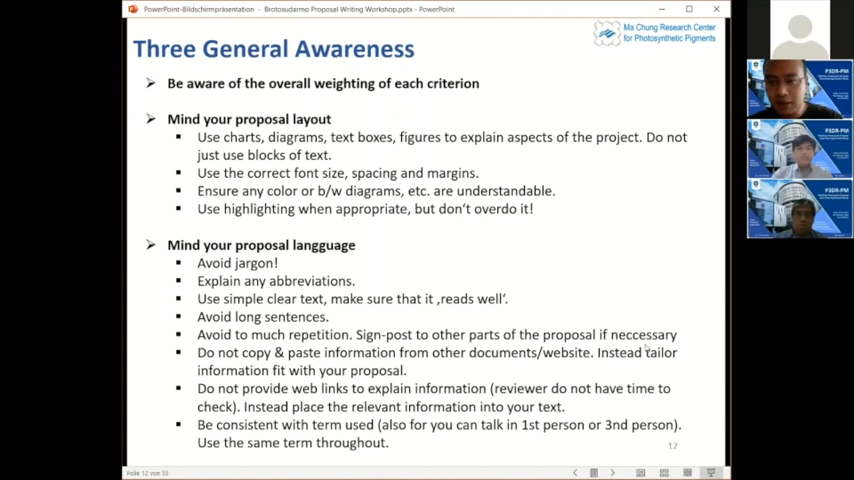 PowerPoint-Bildschirmpräsentation - Brotosudarmo Proposal Writing Workshop.pptx - PowerPoint
Ma Chung Research Center
for Photosynthetic Pigments
Three General Awareness
Be aware of the overall weighting of each criterion
Mind your proposal layout
Use charts, diagrams, text boxes, figures to explain aspects of the project. Do not
just use blocks of text.
Use the correct font size, spacing and margins.
Ensure any color or b/w diagrams, etc. are understandable.
Use highlighting when appropriate, but don‘t overdo it!
Mind your proposal langguage
Avoid jargon!
Explain any abbreviations.
Use simple clear text, make sure that it ‚reads well‘.
Avoid long sentences.
Avoid to much repetition. Sign-post to other parts of the proposal if neccessary
Do not copy & paste information from other documents/website. Instead tailor
information fit with your proposal.
Do not provide web links to explain information (reviewer do not have time to
check). Instead place the relevant information into your text.
Be consistent with term used (also for you can talk in 1st person or 3nd person).
Use the same term throughout.
12
Folie 12 von 35
P3DR-PM
P3DR-PM
P3DR-PM